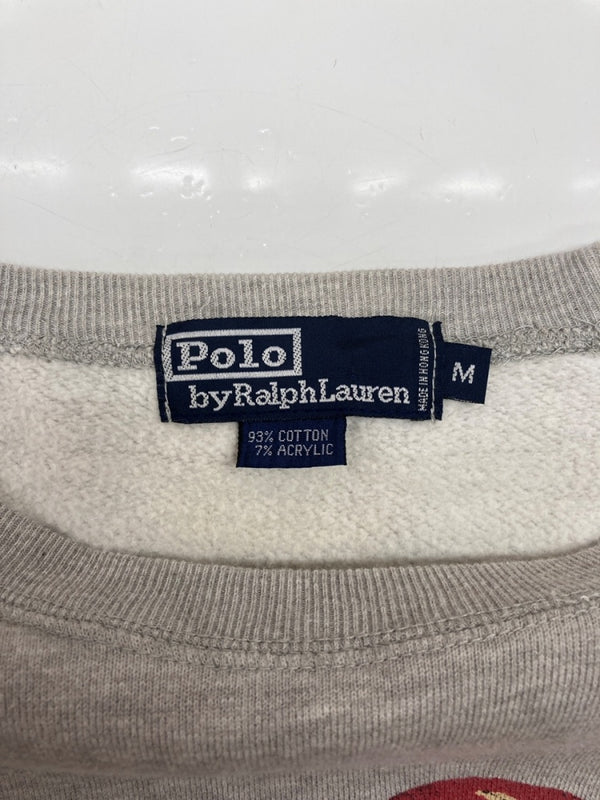 Polo
by Ralph Lauren
MADE IN HONG KONG
M
93% COTTON
7% ACRYLIC